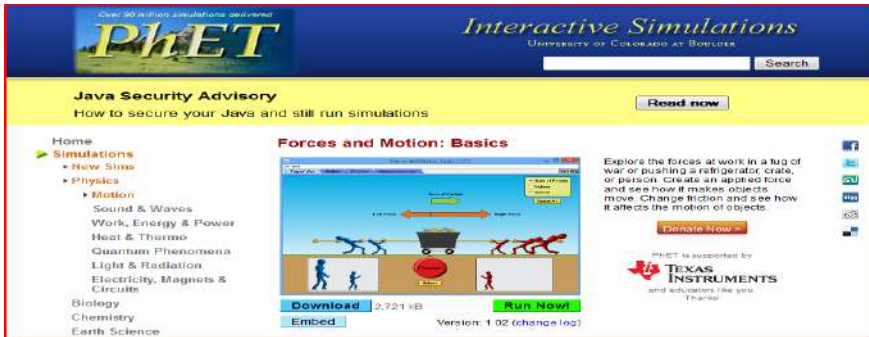 Over 90 million simulations delivered
PhET
Interactive Simulations
UNIVERSITY OF COLORADO AT BOULDER
Search
Java Security Advisory
How to secure your Java and still run simulations
Read now
Home
Simulations
New Sims
Physics
Motion
Sound & Waves
Work, Energy & Power
Heat & Thermo
Quantum Phenomena
Light & Radiation
Electricity, Magnets &
Circuits
Biology
Chemistry
Earth Science
Forces and Motion: Basics
Download 2,721 kB
Run Now!
Embed
Version: 1.02 (change log)
Explore the forces at work in a tug of
war or pushing a refrigerator, crate,
or person. Create an applied force
and see how it makes objects
move. Change friction and see how
it affects the motion of objects.
Donate Now >
PhET is supported by
TEXAS
INSTRUMENTS
and educators like you.
Thanks!